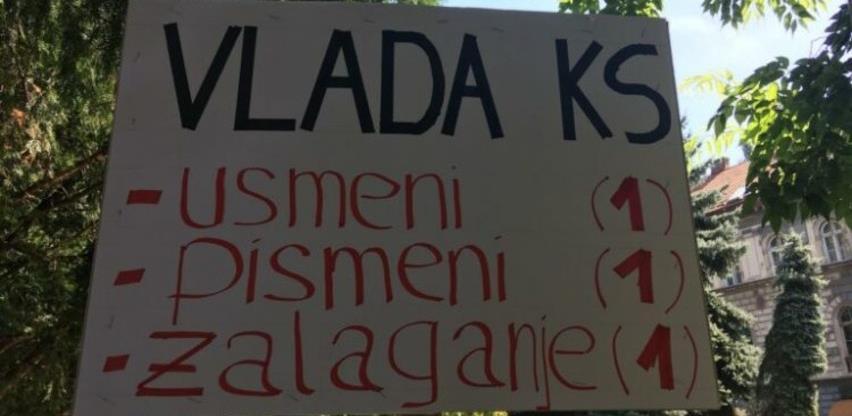 VLADA KS
- usmeni (1)
- pismeni (1)
- zalaganje (1)